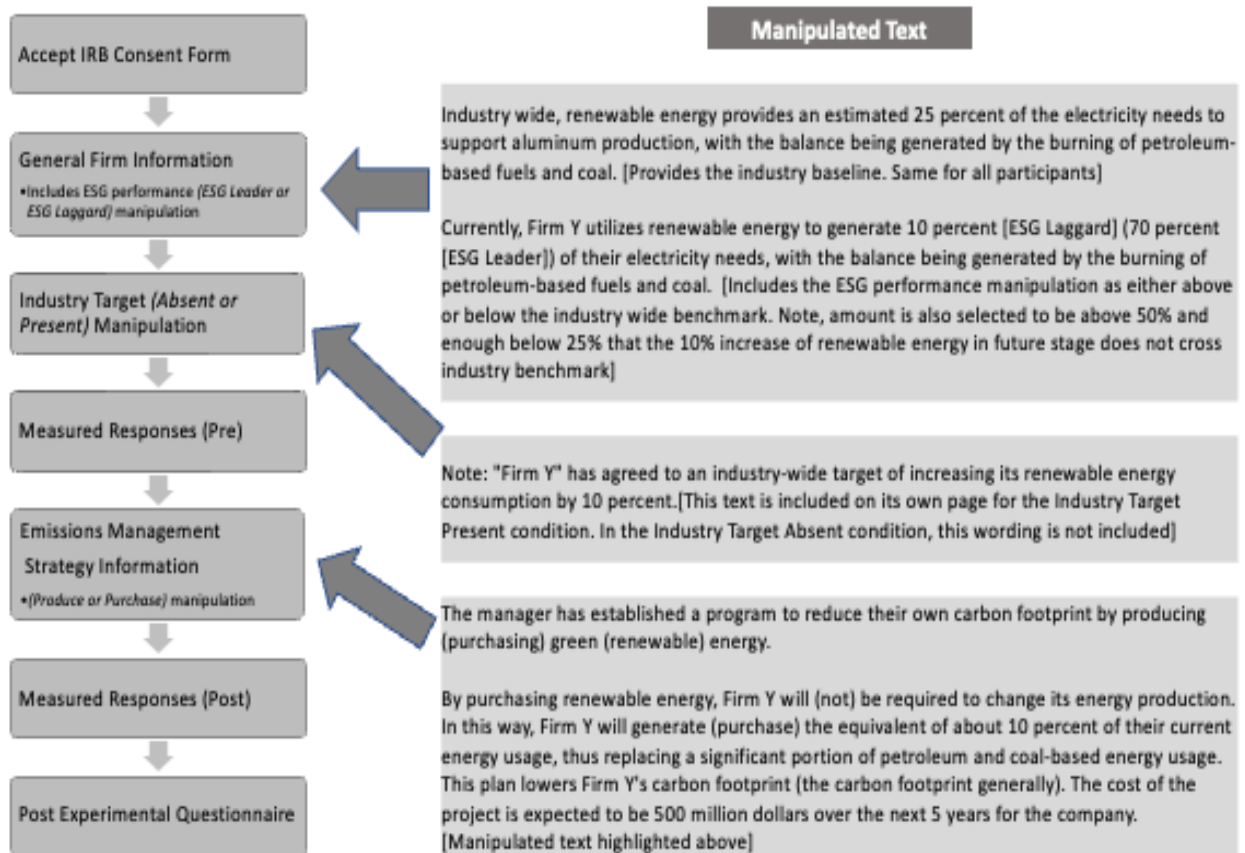 Accept IRB Consent Form
General Firm Information
•Includes ESG performance (ESG Leader or
ESG Laggard) manipulation
Industry Target (Absent or
Present) Manipulation
Measured Responses (Pre)
Emissions Management
Strategy Information
•(Produce or Purchase) manipulation
Measured Responses (Post)
Post Experimental Questionnaire
Manipulated Text
Industry wide, renewable energy provides an estimated 25 percent of the electricity needs to
support aluminum production, with the balance being generated by the burning of petroleum-
based fuels and coal. [Provides the industry baseline. Same for all participants]
Currently, Firm Y utilizes renewable energy to generate 10 percent [ESG Laggard] (70 percent
[ESG Leader]) of their electricity needs, with the balance being generated by the burning of
petroleum-based fuels and coal. [Includes the ESG performance manipulation as either above
or below the industry wide benchmark. Note, amount is also selected to be above 50% and
enough below 25% that the 10% increase of renewable energy in future stage does not cross
industry benchmark]
Note: "Firm Y" has agreed to an industry-wide target of increasing its renewable energy
consumption by 10 percent.[This text is included on its own page for the Industry Target
Present condition. In the Industry Target Absent condition, this wording is not included]
The manager has established a program to reduce their own carbon footprint by producing
(purchasing) green (renewable) energy.
By purchasing renewable energy, Firm Y will (not) be required to change its energy production.
In this way, Firm Y will generate (purchase) the equivalent of about 10 percent of their current
energy usage, thus replacing a significant portion of petroleum and coal-based energy usage.
This plan lowers Firm Y's carbon footprint (the carbon footprint generally). The cost of the
project is expected to be 500 million dollars over the next 5 years for the company.
[Manipulated text highlighted above]